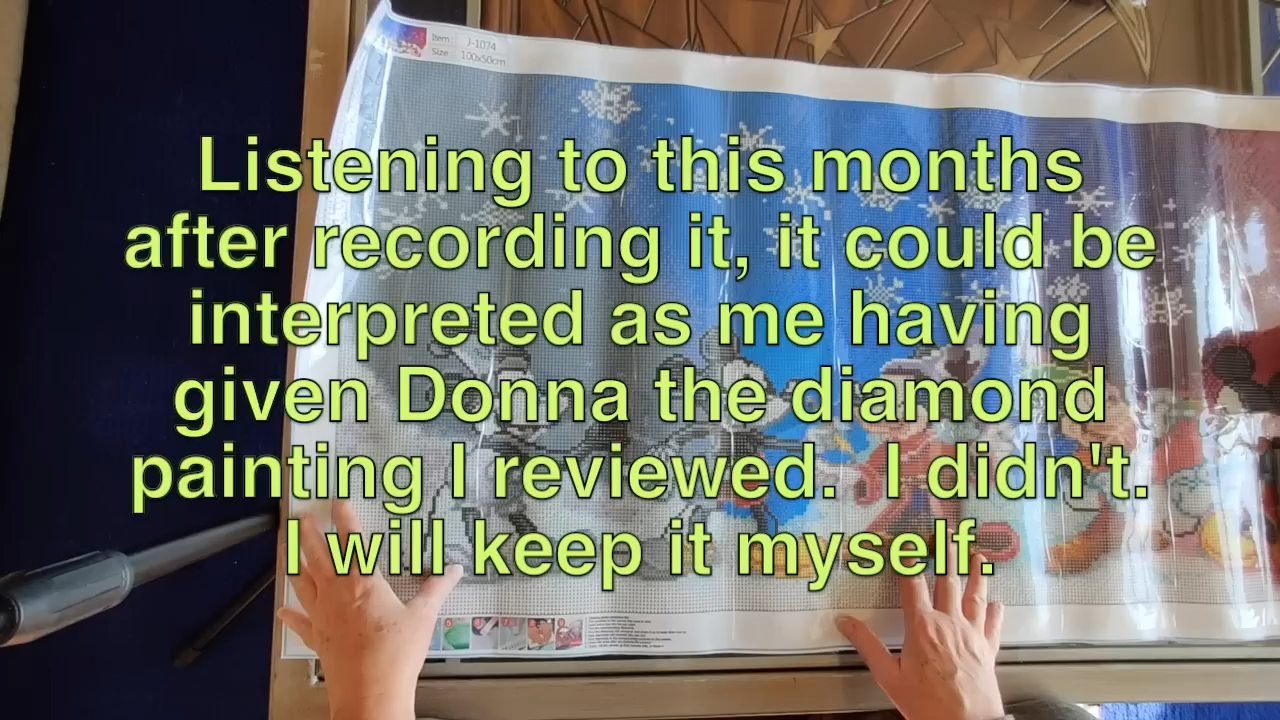 Item: J-1074
Size: 100x50cm
Listening to this months
after recording it, it could be
interpreted as me having
given Donna the diamond
painting I reviewed.  I didn't.
I will keep it myself.